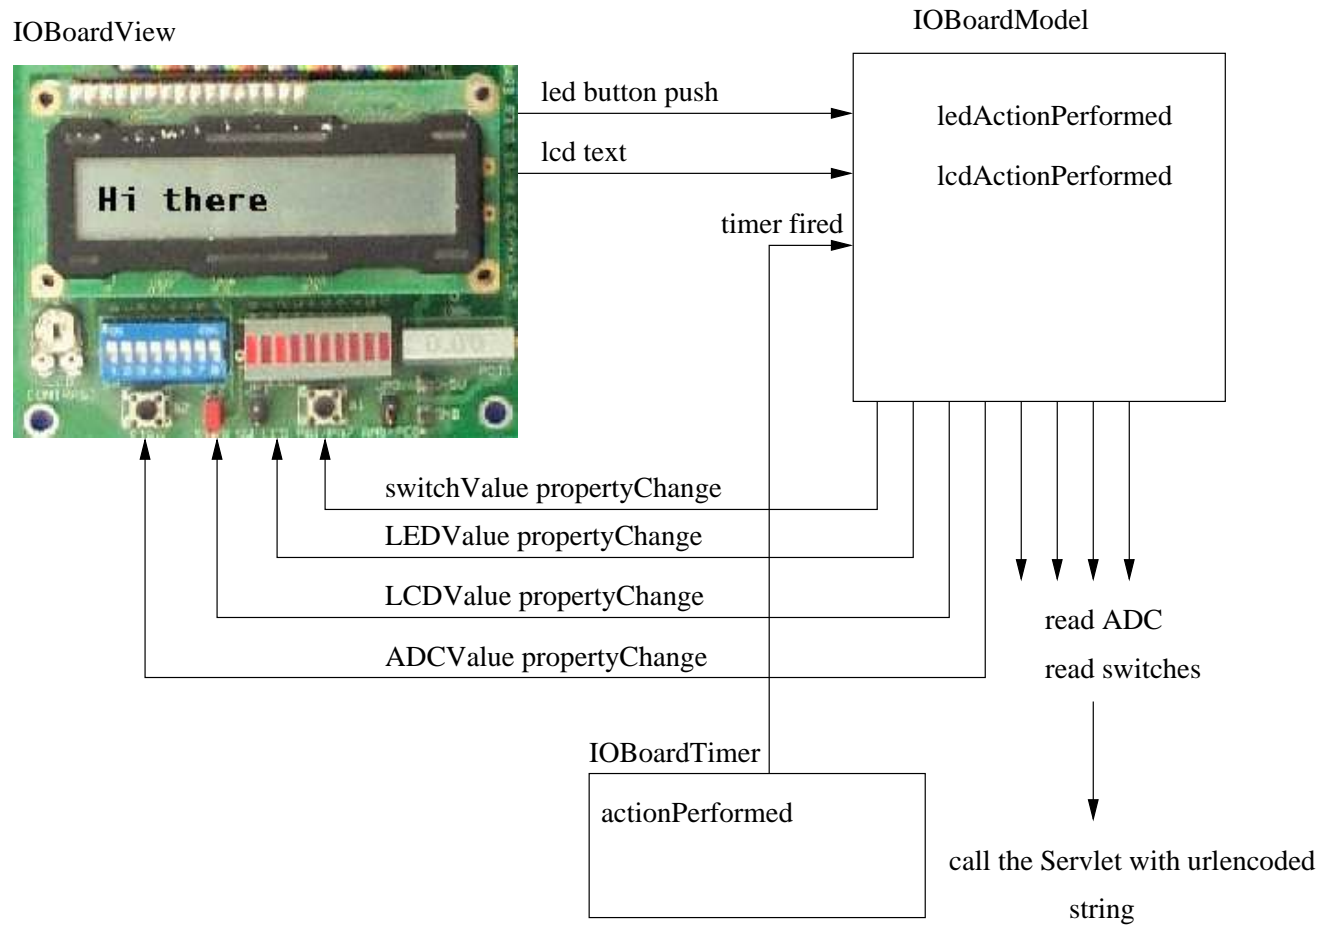 IOBoardView
IOBoardModel
led button push
ledActionPerformed
lcd text
lcdActionPerformed
Hi there
timer fired
switchValue propertyChange
LEDValue propertyChange
LCDValue propertyChange
ADCValue propertyChange
read ADC
read switches
IOBoardTimer
actionPerformed
call the Servlet with urlencoded
string